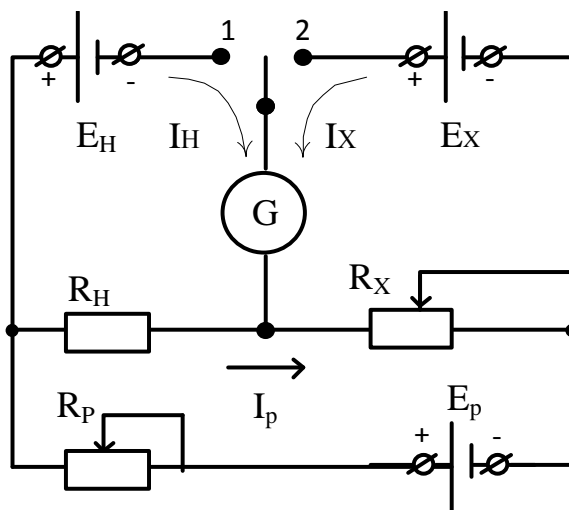 1 2
+ - + -
E_H I_H I_X E_X
G
R_H R_X
I_p
R_P E_p
+ -